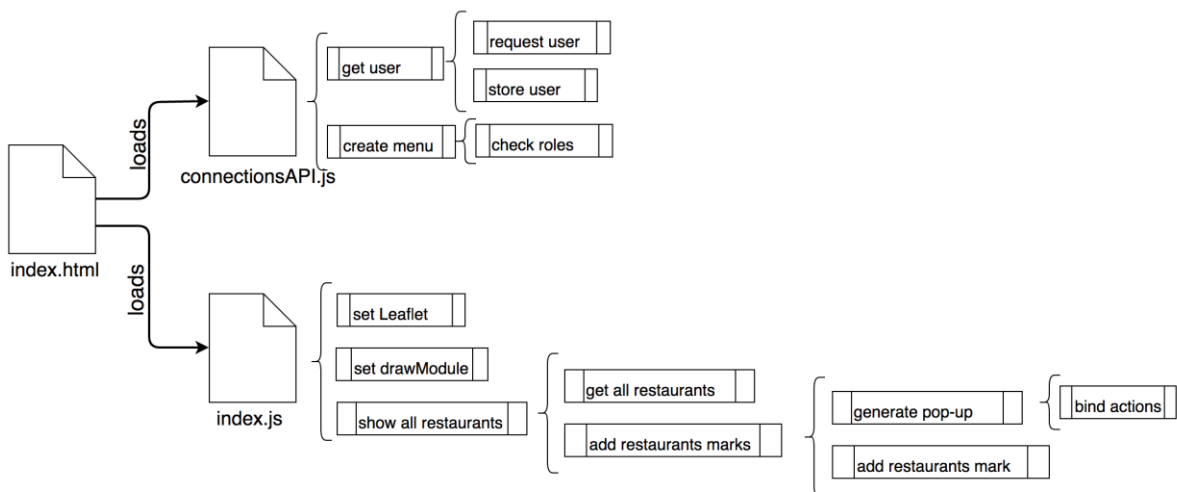 request user
get user
store user
loads
create menu
check roles
connectionsAPI.js
index.html
loads
set Leaflet
set drawModule
get all restaurants
show all restaurants
generate pop-up
bind actions
index.js
add restaurants marks
add restaurants mark